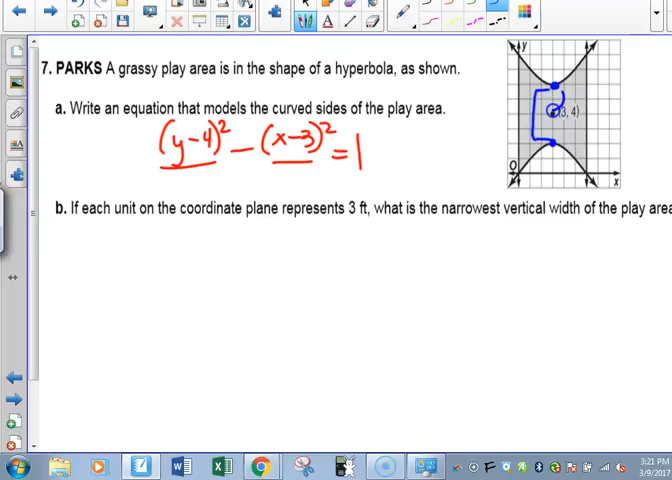 7. PARKS A grassy play area is in the shape of a hyperbola, as shown.
a. Write an equation that models the curved sides of the play area.
(y-4)² - (x-3)² = 1
b. If each unit on the coordinate plane represents 3 ft, what is the narrowest vertical width of the play area
y
(3, 4)
O
x
3:21 PM
3/9/2017